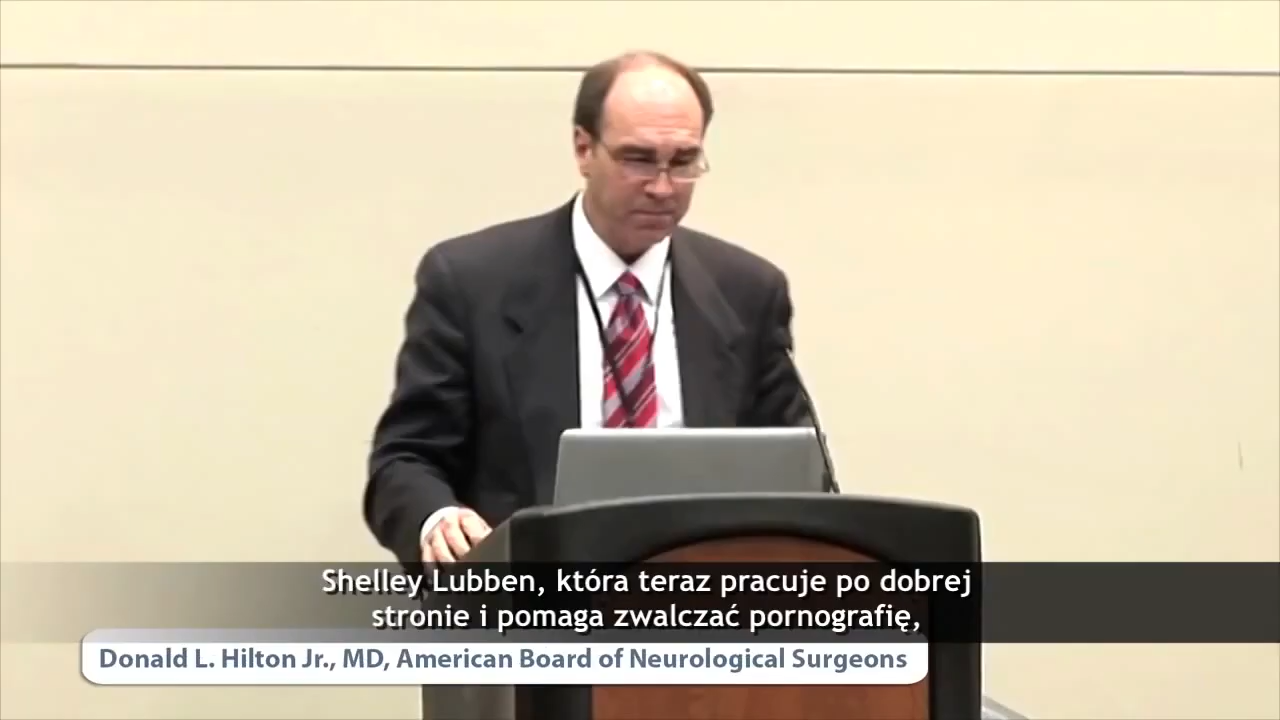 Shelley Lubben, która teraz pracuje po dobrej
stronie i pomaga zwalczać pornografię,
Donald L. Hilton Jr., MD, American Board of Neurological Surgeons